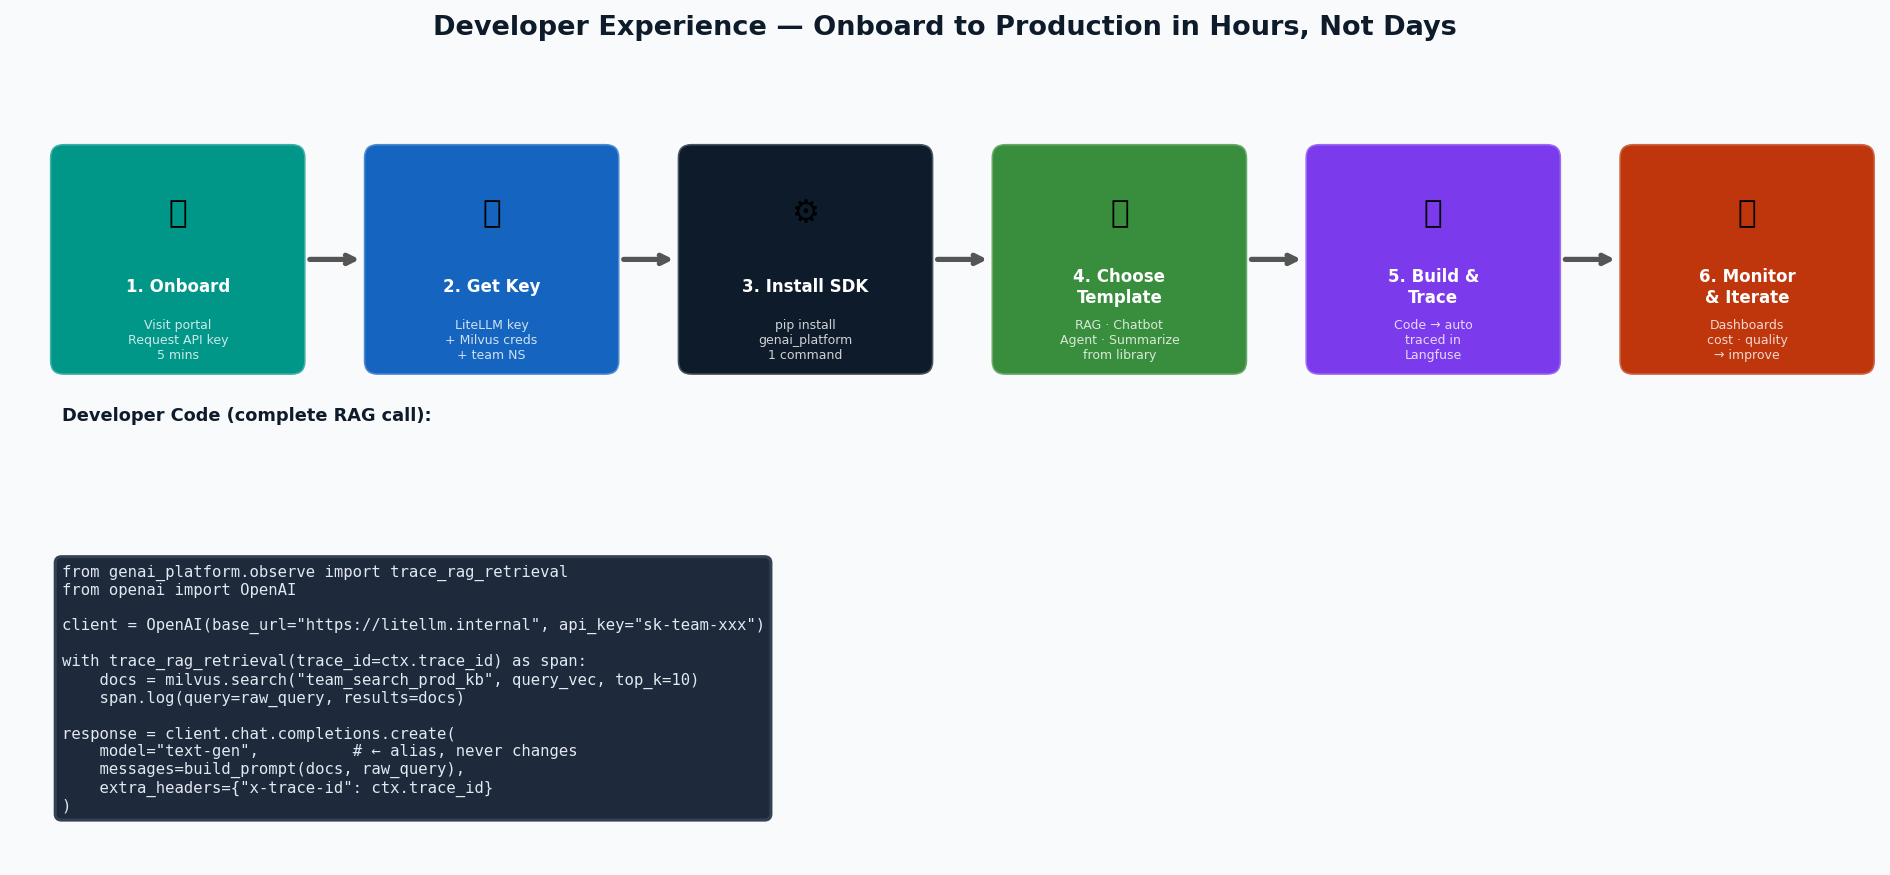 Developer Experience — Onboard to Production in Hours, Not Days
1. Onboard
Visit portal
Request API key
5 mins
2. Get Key
LiteLLM key
+ Milvus creds
+ team NS
⚙
3. Install SDK
pip install
genai_platform
1 command
4. Choose
Template
RAG · Chatbot
Agent · Summarize
from library
5. Build &
Trace
Code → auto
traced in
Langfuse
6. Monitor
& Iterate
Dashboards
cost · quality
→ improve
Developer Code (complete RAG call):
from genai_platform.observe import trace_rag_retrieval
from openai import OpenAI
client = OpenAI(base_url="https://litellm.internal", api_key="sk-team-xxx")
with trace_rag_retrieval(trace_id=ctx.trace_id) as span:
    docs = milvus.search("team_search_prod_kb", query_vec, top_k=10)
    span.log(query=raw_query, results=docs)
response = client.chat.completions.create(
    model="text-gen",          # ← alias, never changes
    messages=build_prompt(docs, raw_query),
    extra_headers={"x-trace-id": ctx.trace_id}
)